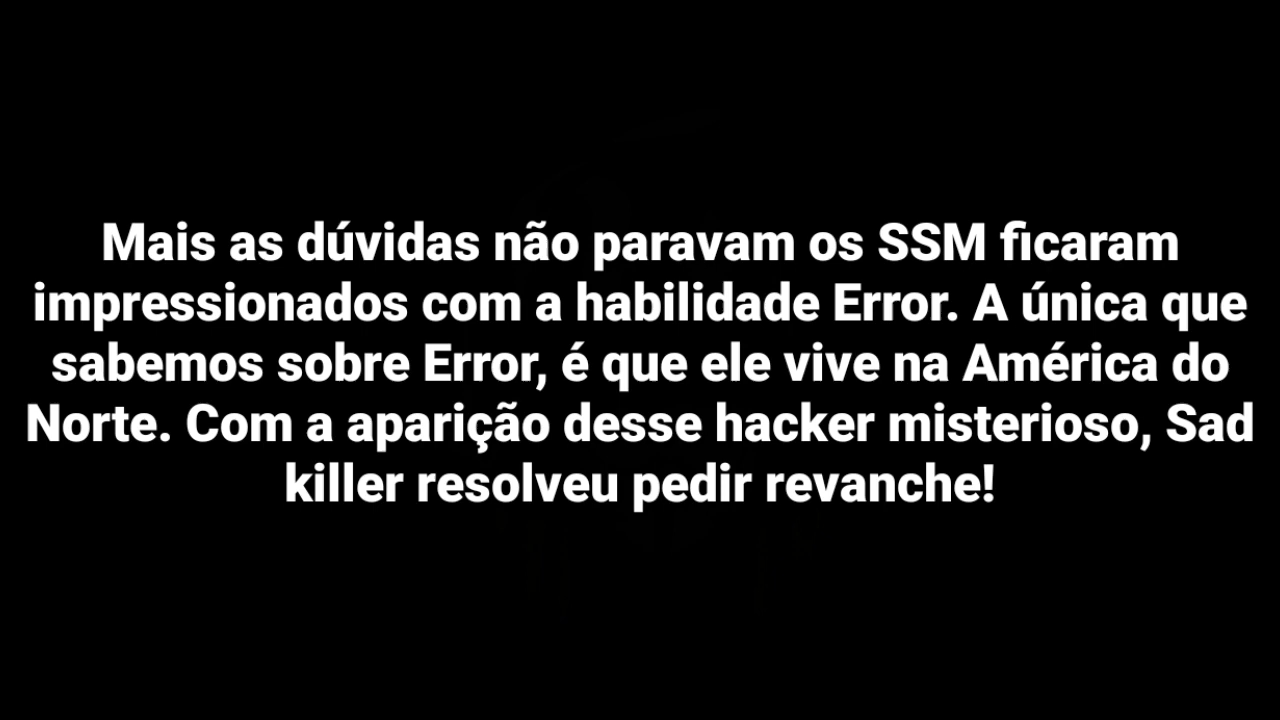 Mais as dúvidas não paravam os SSM ficaram
impressionados com a habilidade Error. A única que
sabemos sobre Error, é que ele vive na América do
Norte. Com a aparição desse hacker misterioso, Sad
killer resolveu pedir revanche!